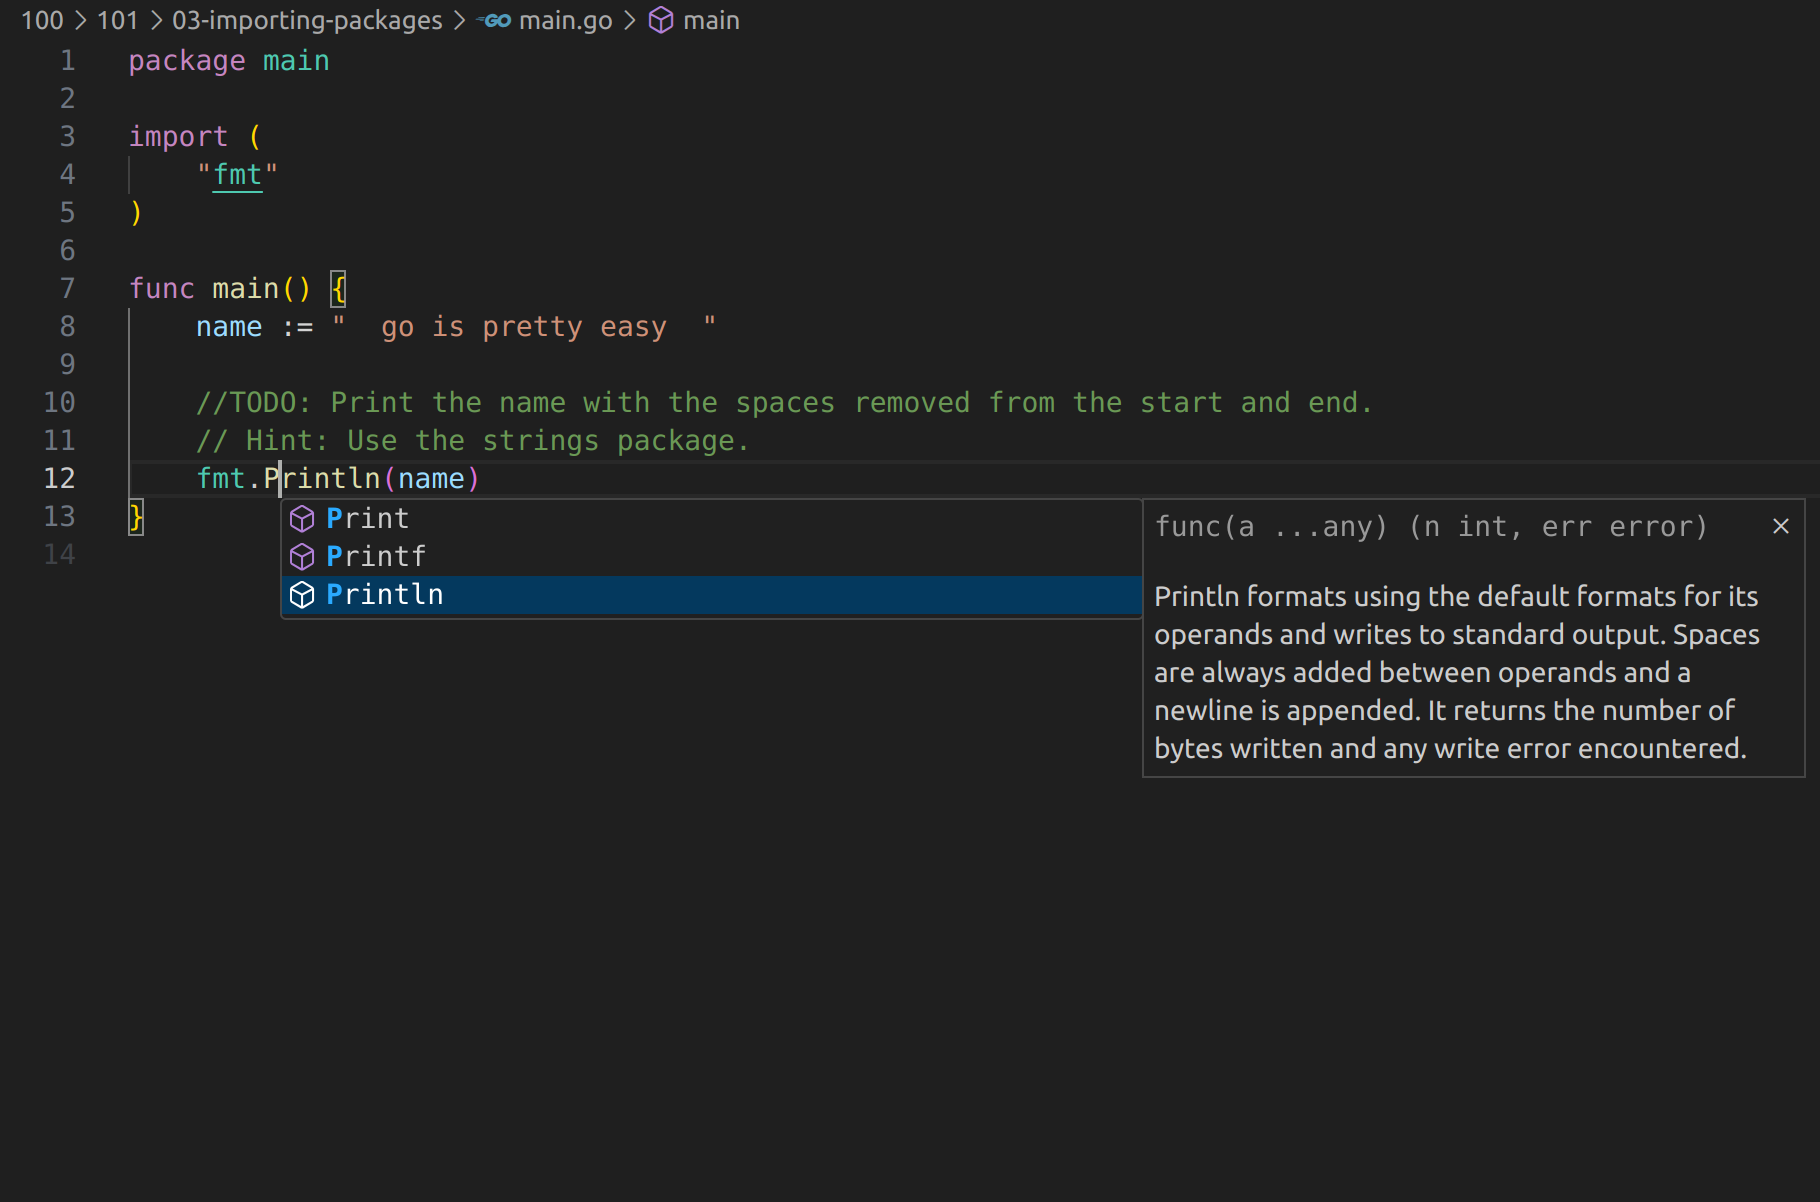 100 > 101 > 03-importing-packages > GO main.go > main
1 package main
2
3 import (
4     "fmt"
5 )
6
7 func main() {
8     name := "  go is pretty easy  "
9
10     //TODO: Print the name with the spaces removed from the start and end.
11     // Hint: Use the strings package.
12     fmt.Println(name)
13 }
14
Print
Printf
Println
func(a ...any) (n int, err error) ×
Println formats using the default formats for its
operands and writes to standard output. Spaces
are always added between operands and a
newline is appended. It returns the number of
bytes written and any write error encountered.